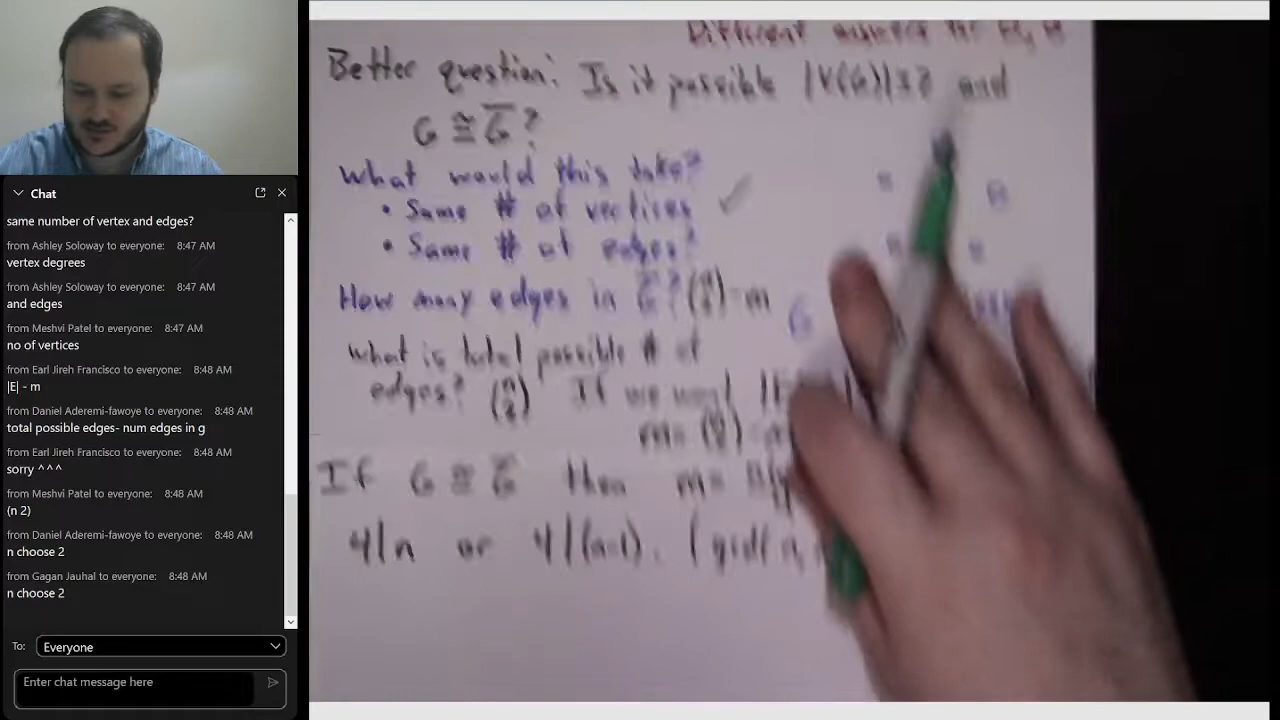 Chat
same number of vertex and edges?
from Ashley Soloway to everyone: 8:47 AM
vertex degrees
from Ashley Soloway to everyone: 8:47 AM
and edges
from Meshvi Patel to everyone: 8:47 AM
no of vertices
from Earl Jireh Francisco to everyone: 8:48 AM
|E| - m
from Daniel Aderemi-fawoye to everyone: 8:48 AM
total possible edges- num edges in g
from Earl Jireh Francisco to everyone: 8:48 AM
sorry ^^^
from Meshvi Patel to everyone: 8:48 AM
(n 2)
from Daniel Aderemi-fawoye to everyone: 8:48 AM
n choose 2
from Gagan Jauhal to everyone: 8:48 AM
n choose 2
To: Everyone
Enter chat message here
Different
Better question: Is it possible |V(G)|≥2 and
G ≅ G̅?
What would this take?
• Same # of vertices ✓
• Same # of edges?
How many edges in G̅? (n 2) - m
G
What is total possible # of
edges? (n 2) If we want
m = (n 2) - m
If G ≅ G̅ then m =
4|n or 4|(n-1). (gcd(n,